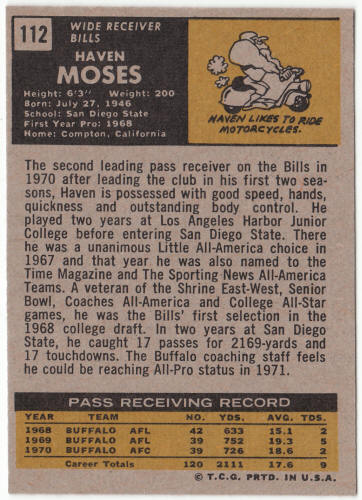 112
WIDE RECEIVER
BILLS
HAVEN
MOSES
Height: 6'3" Weight: 200
Born: July 27, 1946
School: San Diego State
First Year Pro: 1968
Home: Compton, California
HAVEN LIKES TO RIDE
MOTORCYCLES.
The second leading pass receiver on the Bills in
1970 after leading the club in his first two sea-
sons, Haven is possessed with good speed, hands,
quickness and outstanding body control. He
played two years at Los Angeles Harbor Junior
College before entering San Diego State. There
he was a unanimous Little All-America choice in
1967 and that year he was also named to the
Time Magazine and The Sporting News All-America
Teams. A veteran of the Shrine East-West, Senior
Bowl, Coaches All-America and College All-Star
games, he was the Bills' first selection in the
1968 college draft. In two years at San Diego
State, he caught 17 passes for 2169-yards and
17 touchdowns. The Buffalo coaching staff feels
he could be reaching All-Pro status in 1971.
PASS RECEIVING RECORD
YEAR TEAM NO. YDS. AVG. TDS.
1968 BUFFALO AFL 42 633 15.1 2
1969 BUFFALO AFL 39 752 19.3 5
1970 BUFFALO AFC 39 726 18.6 2
Career Totals 120 2111 17.6 9
© T.C.G. PRTD. IN U.S.A.